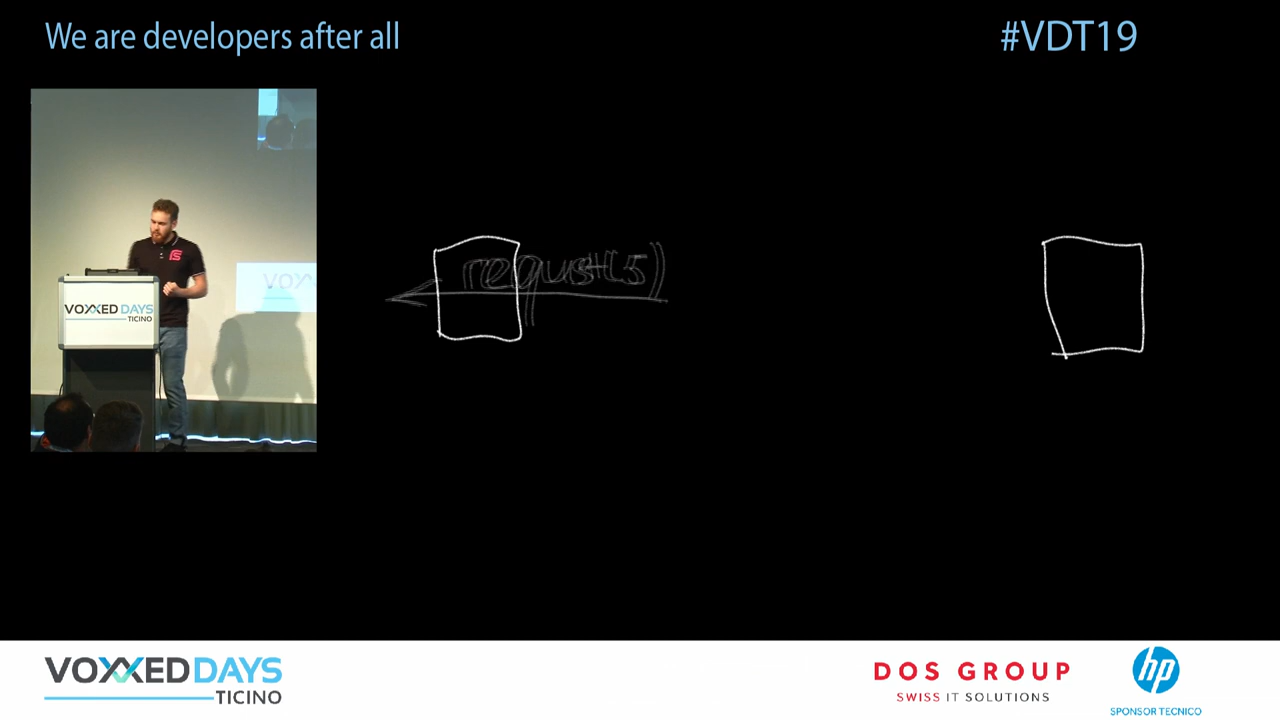 We are developers after all
#VDT19
request(5)
VOXXED DAYS
TICINO
VOXXED DAYS
TICINO
DOS GROUP
SWISS IT SOLUTIONS
hp
SPONSOR TECNICO